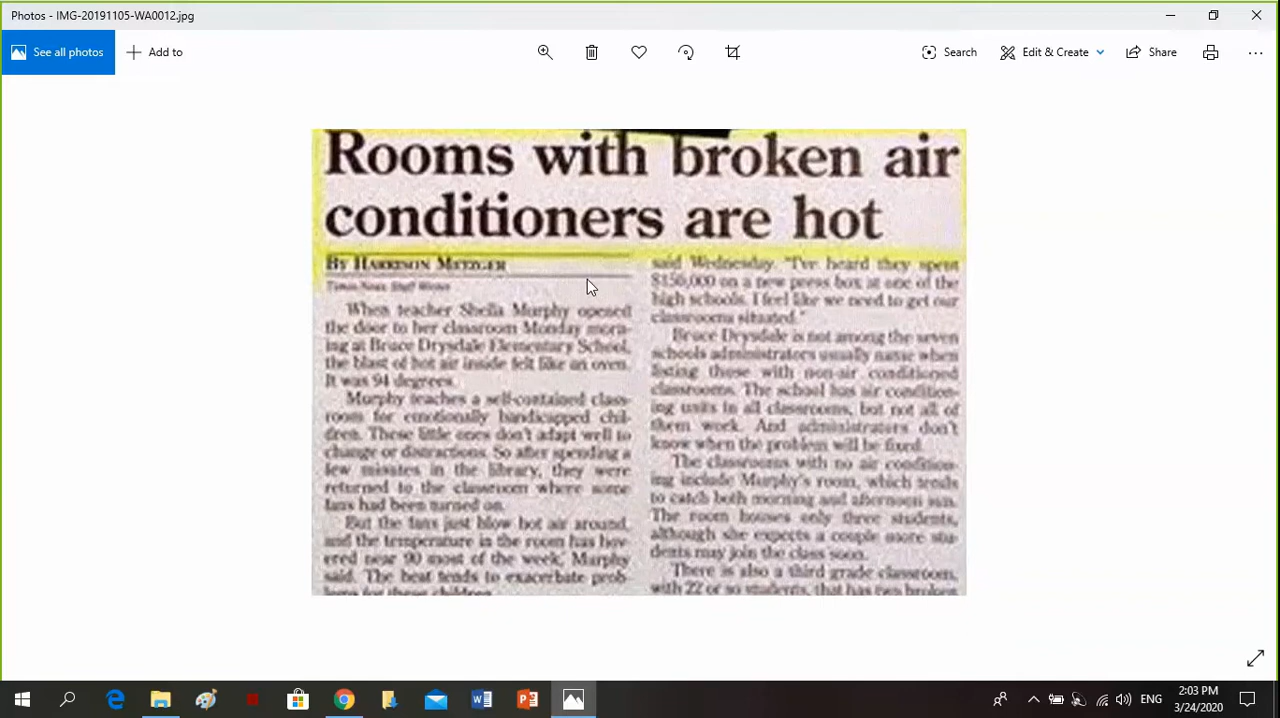 Photos - IMG-20191105-WA0012.jpg
See all photos
Add to
Search
Edit & Create
Share
Rooms with broken air
conditioners are hot
BY HARRISON METZGER
Times-News Staff Writer
When teacher Sheila Murphy opened
the door to her classroom Monday morn-
ing at Bruce Drysdale Elementary School,
the blast of hot air inside felt like an oven.
It was 94 degrees.
Murphy teaches a self-contained class-
room for emotionally handicapped chil-
dren. These little ones don't adapt well to
change or distractions. So after spending a
few minutes in the library, they were
returned to the classroom where some
fans had been turned on.
But the fans just blow hot air around,
and the temperature in the room has hov-
ered near 90 most of the week, Murphy
said. The heat tends to exacerbate prob-
lems for these children
said Wednesday. "I've heard they spent
$150,000 on a new press box at one of the
high schools. I feel like we need to get our
classrooms situated."
Bruce Drysdale is not among the seven
schools administrators usually name when
listing those with non-air conditioned
classrooms. The school has air condition-
ing units in all classrooms, but not all of
them work. And administrators don't
know when the problem will be fixed.
The classrooms with no air condition-
ing include Murphy's room, which tends
to catch both morning and afternoon sun.
The room houses only three students,
although she expects a couple more stu-
dents may join the class soon.
There is also a third grade classroom,
with 22 or so students, that has two broken
ENG
2:03 PM
3/24/2020